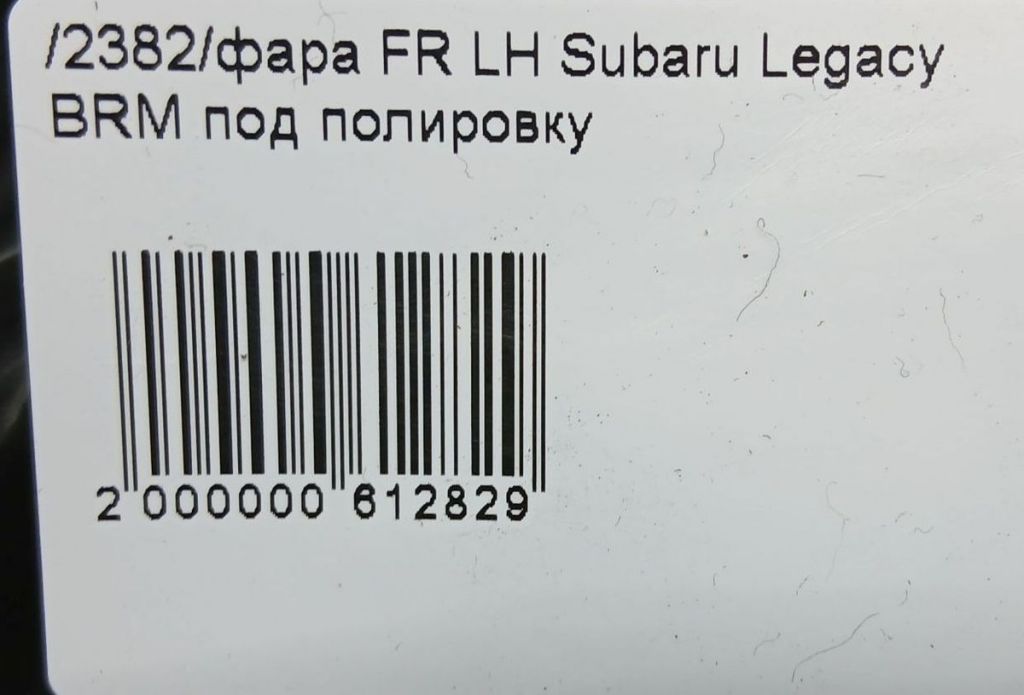 /2382/фара FR LH Subaru Legacy
BRM под полировку
2 000000 612829